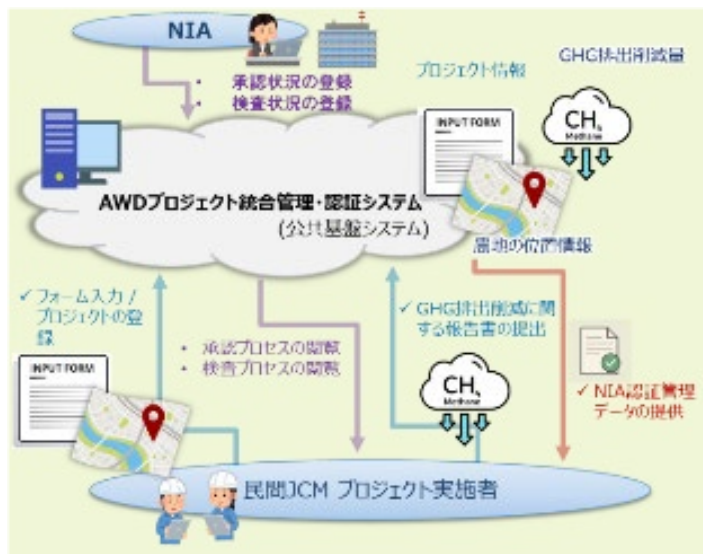 NIA
・ 承認状況の登録
・ 検査状況の登録
プロジェクト情報
GHG排出削減量
INPUT FORM
CH₄
Methane
AWDプロジェクト統合管理・認証システム
(公共基盤システム)
農地の位置情報
✓フォーム入力 /
プロジェクトの登
録
INPUT FORM
・ 承認プロセスの閲覧
・ 検査プロセスの閲覧
✓ GHG排出削減に関
する報告書の提出
CH₄
Methane
✓ NIA認証管理
データの提供
民間JCM プロジェクト実施者